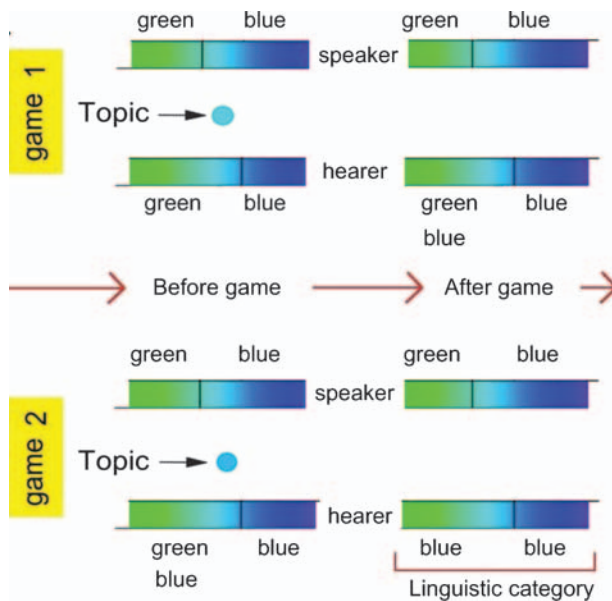 green blue green blue
speaker
game 1
Topic
hearer
green blue green blue
blue
Before game After game
green blue green blue
speaker
game 2
Topic
hearer
green blue blue blue
blue
Linguistic category